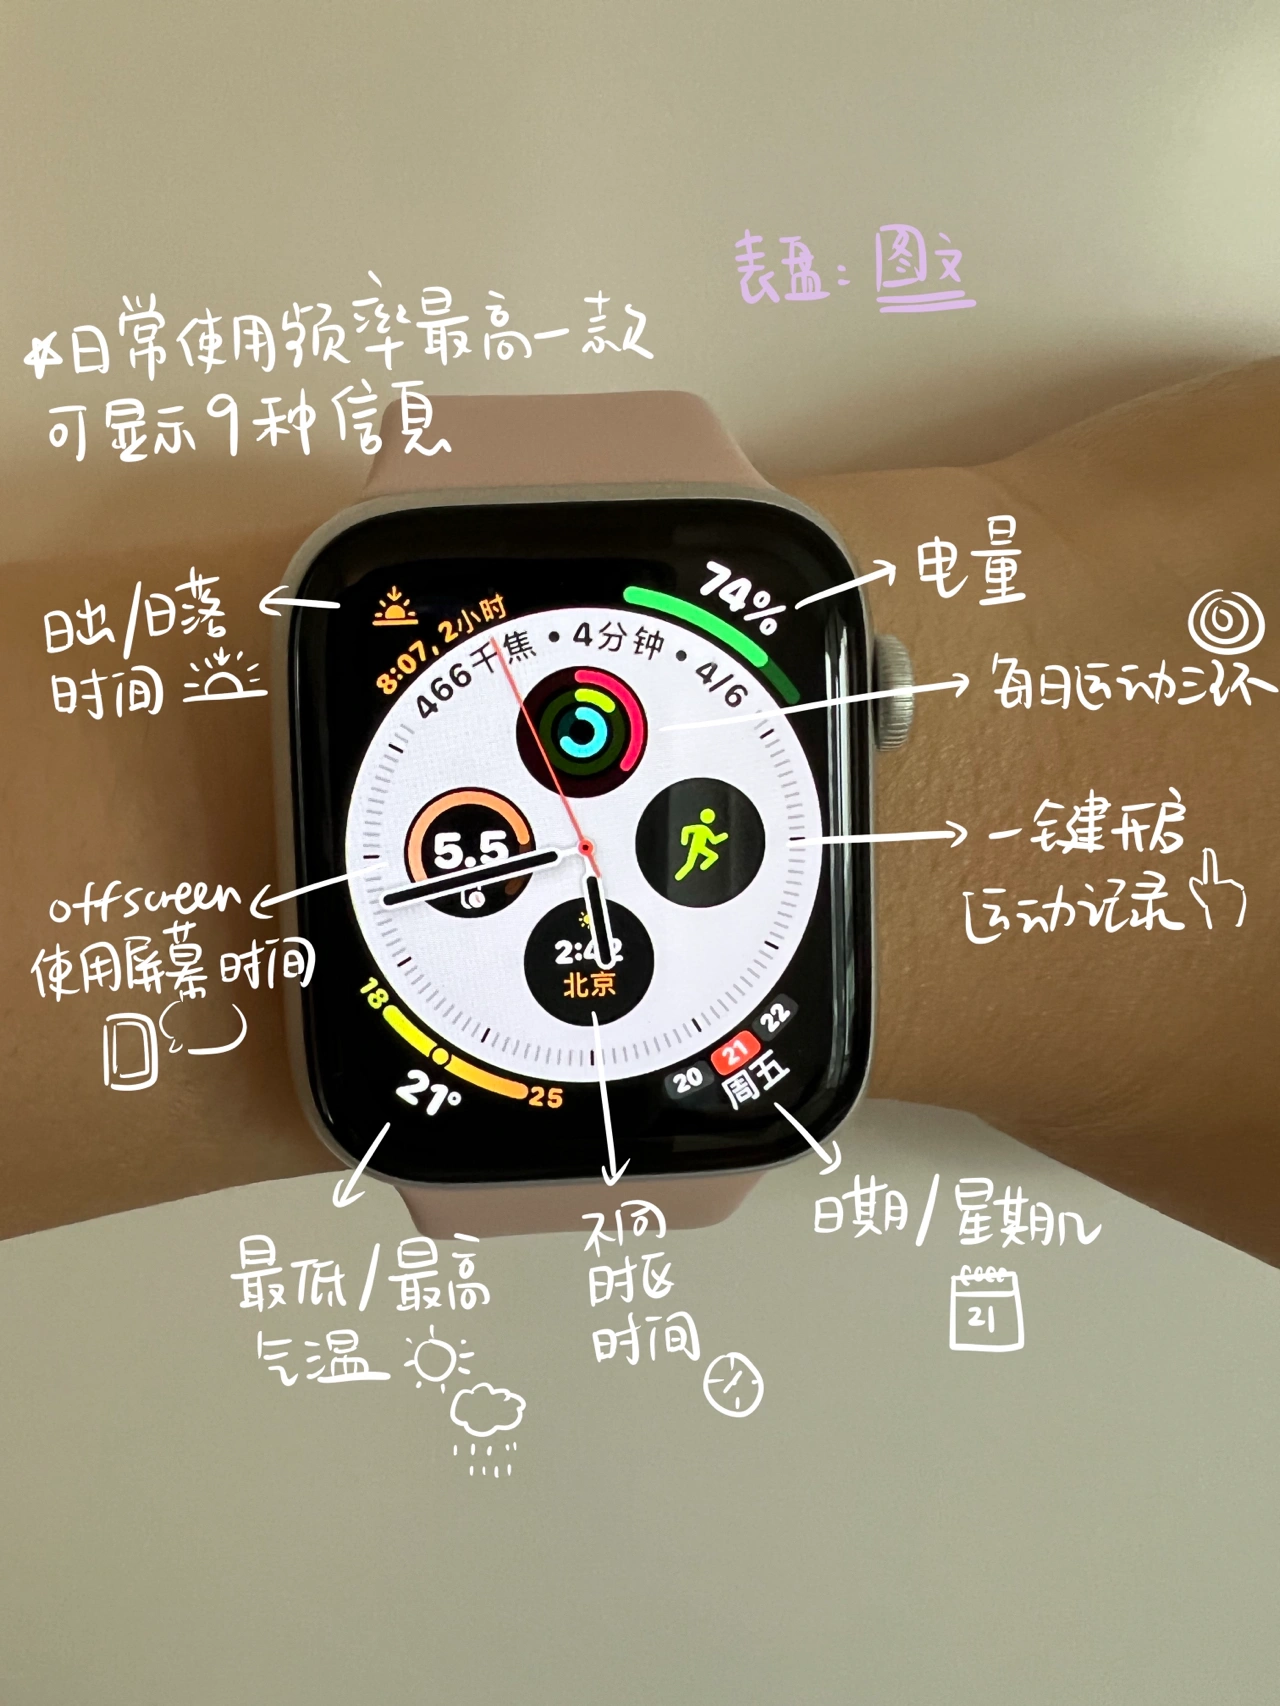 表盘：图文
日常使用频率最高一款
可显示9种信息
电量
日出/日落
时间
每日运动三环
一键开启
运动记录
offscreen
使用屏幕时间
最低/最高
气温
不同
时区
时间
日期/星期几
21
8:07, 2小时
74%
466千焦•4分钟•4/6
5.5
北京
18
21°
25
20 21 22
周五